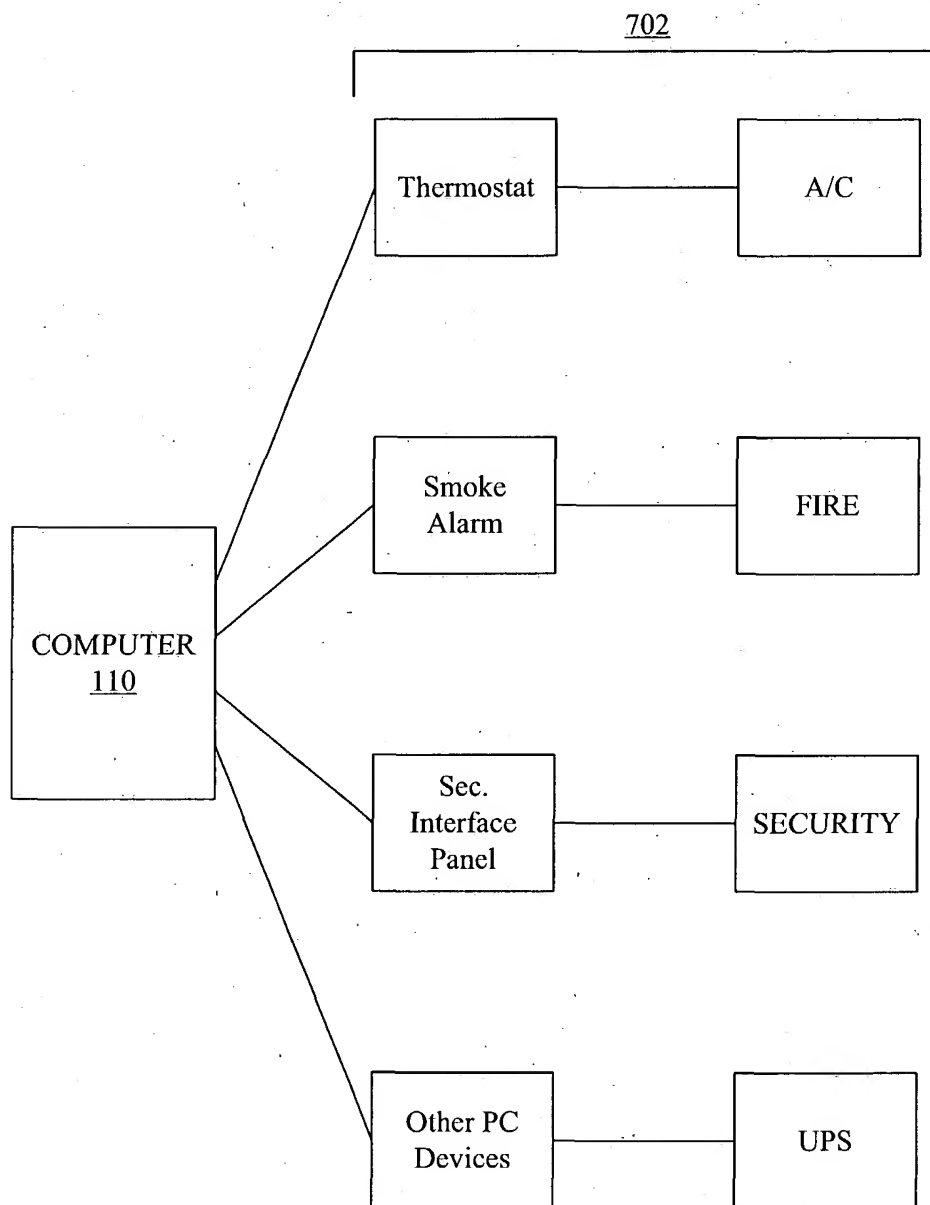 702
Thermostat
A/C
Smoke
Alarm
FIRE
COMPUTER
110
Sec.
Interface
Panel
SECURITY
Other PC
Devices
UPS